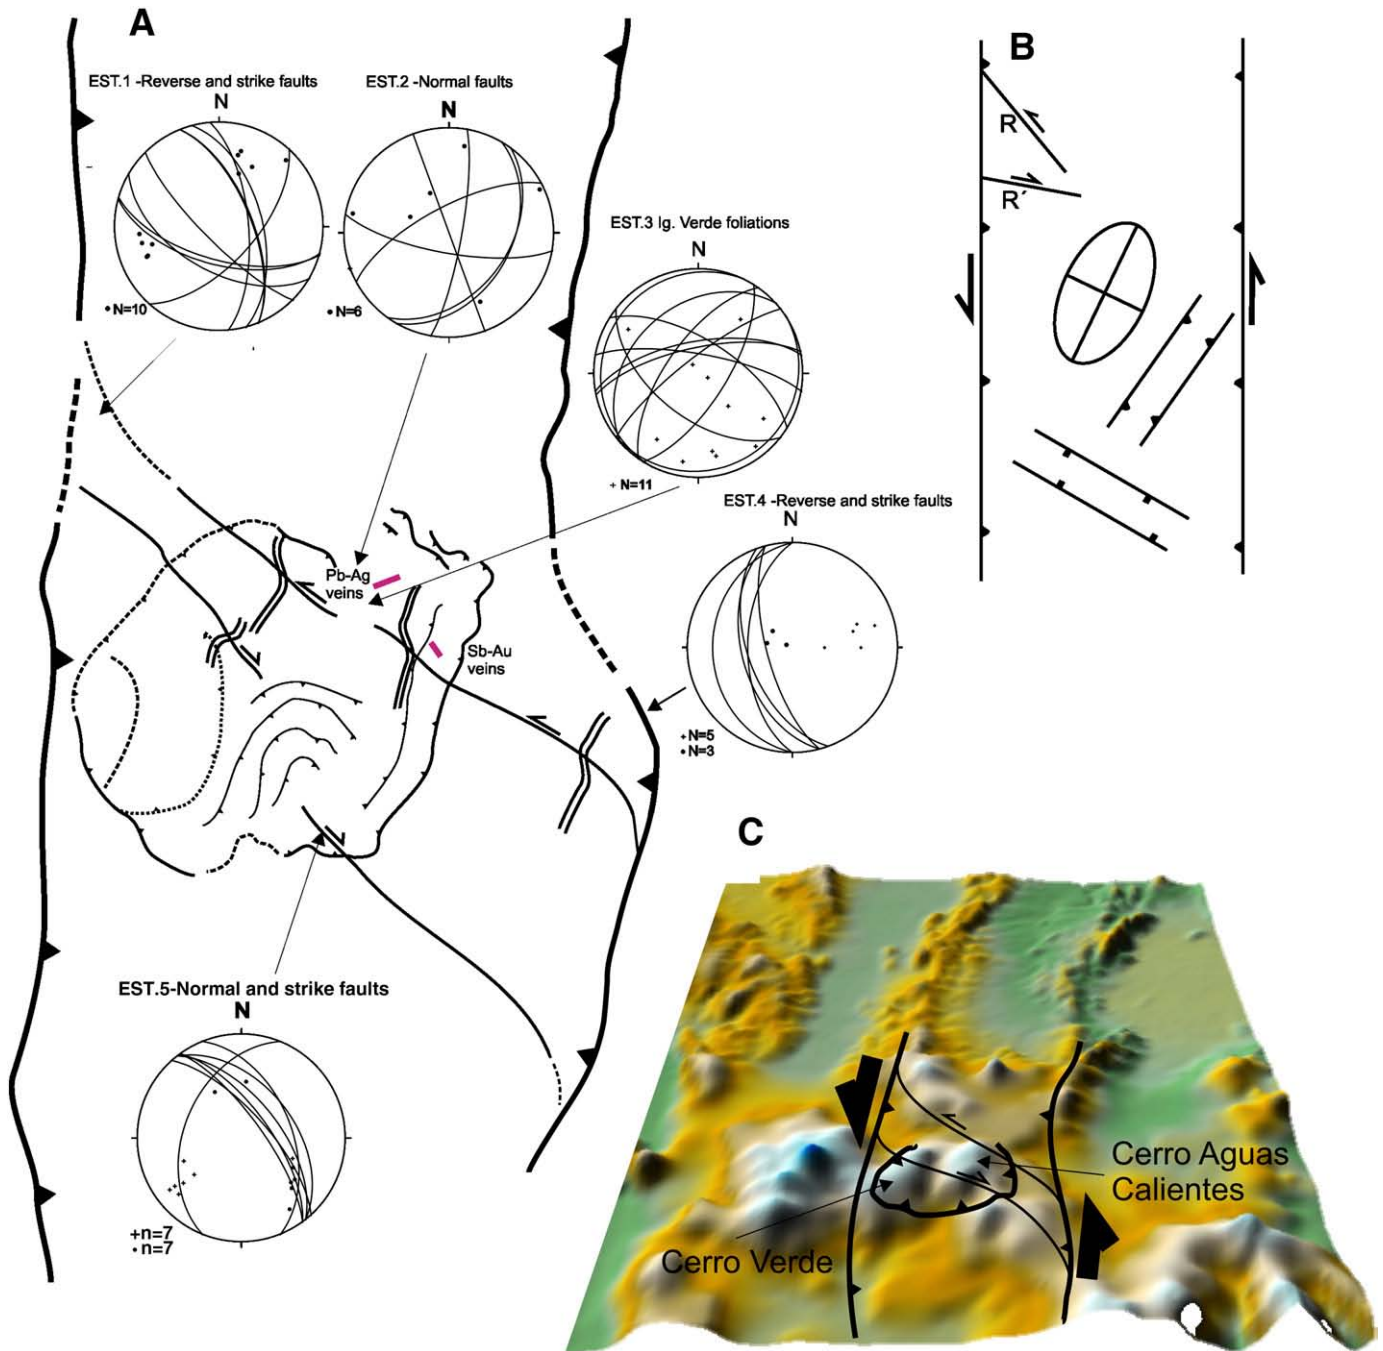 A
EST.1 -Reverse and strike faults
N
N=10
EST.2 -Normal faults
N
N=6
EST.3 Ig. Verde foliations
N
+ N=11
EST.4 -Reverse and strike faults
N
+N=5
•N=3
Pb-Ag
veins
Sb-Au
veins
EST.5-Normal and strike faults
N
+n=7
• n=7
B
R
R´
C
Cerro Aguas
Calientes
Cerro Verde